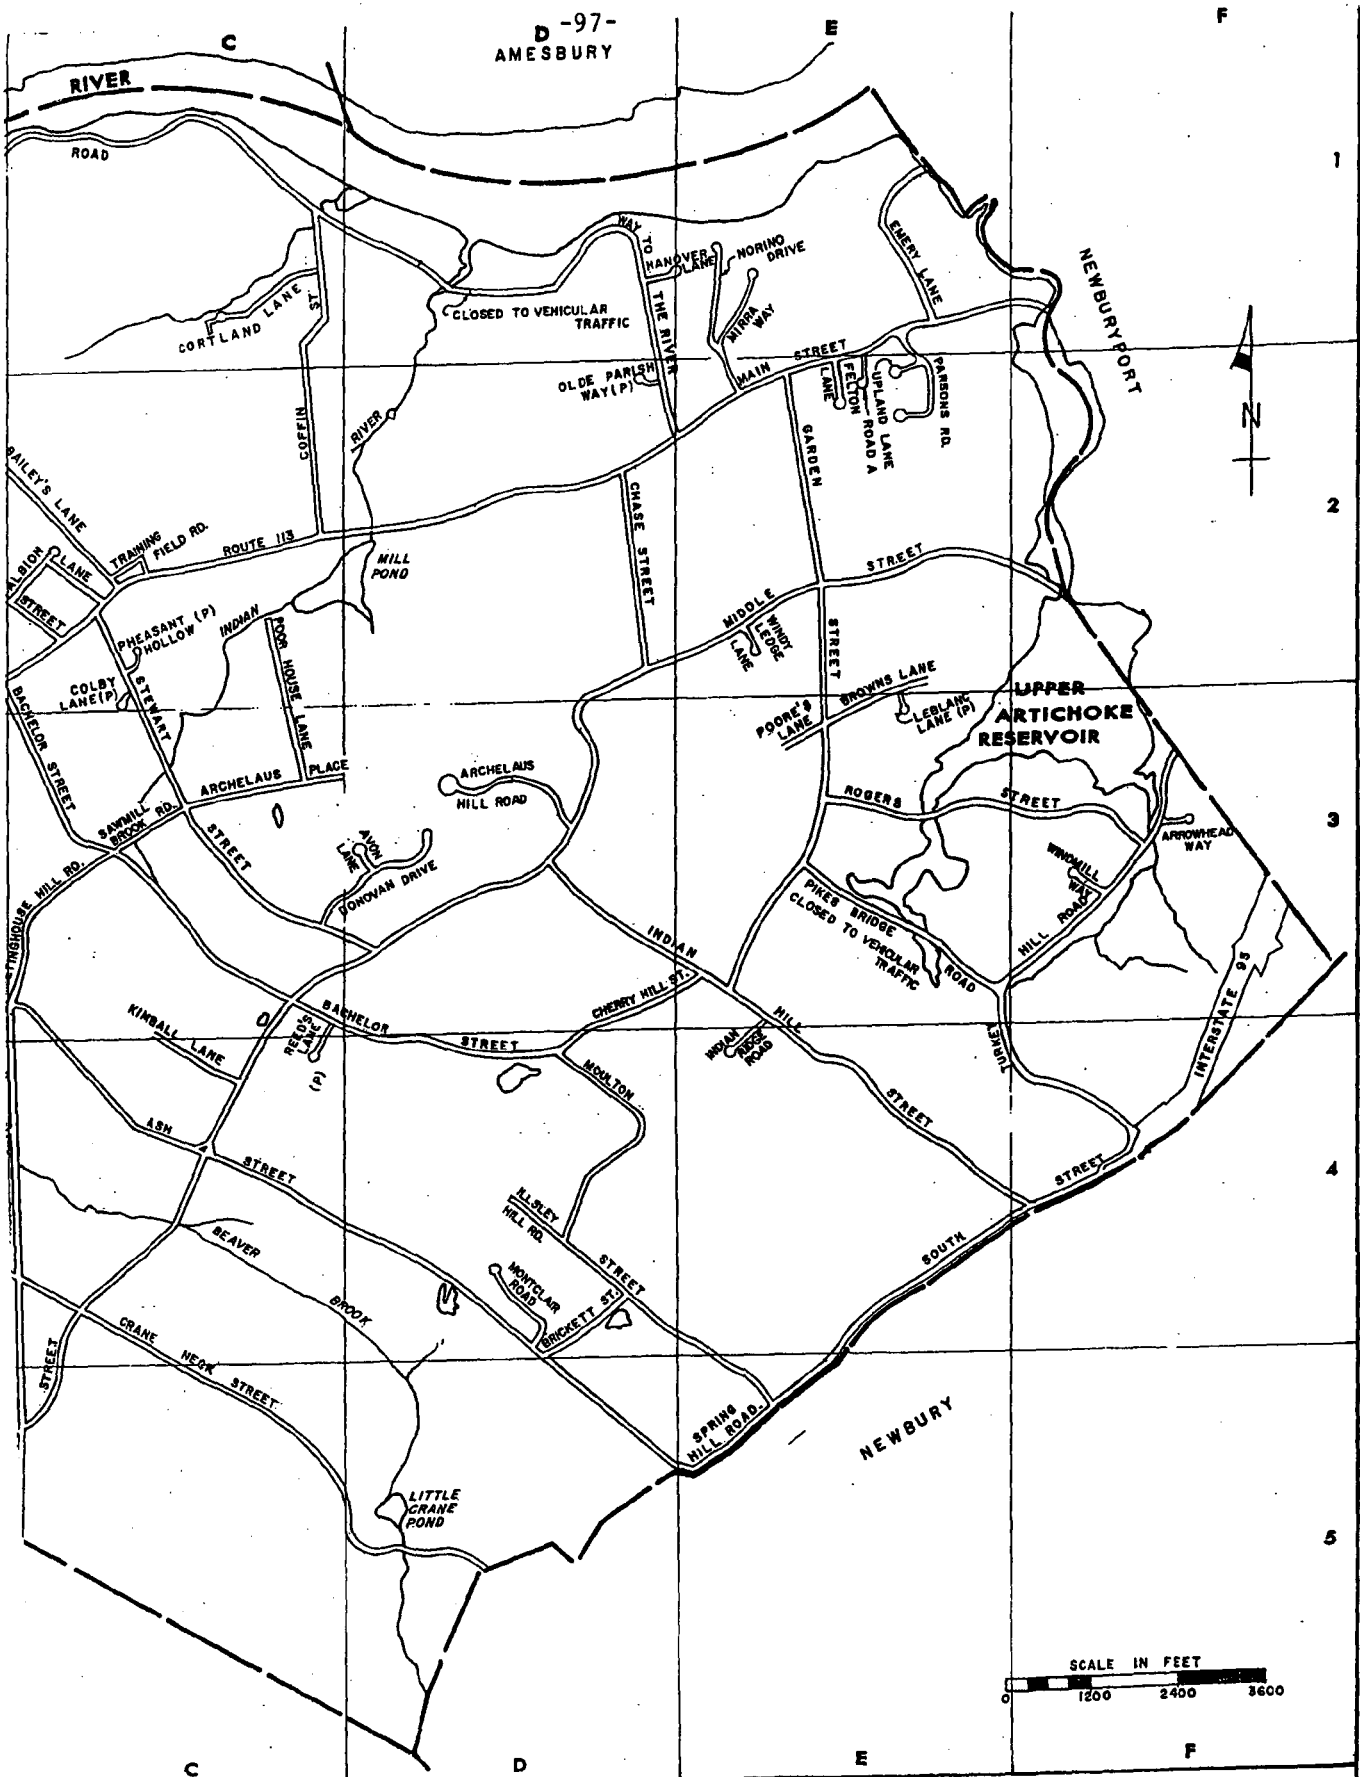 -97-
C
D
E
F
AMESBURY
RIVER
ROAD
1
WAY TO
THE RIVER
HANOVER
LANE
NORINO
DRIVE
EMERY LANE
NEWBURYPORT
CORTLAND LANE
CLOSED TO VEHICULAR
TRAFFIC
MIRRA
WAY
COFFIN
ST.
OLDE PARISH
WAY (P)
MAIN
STREET
FELTON
LANE
UPLAND LANE
ROAD A
PARSONS RD.
N
RIVER
GARDEN
STREET
BAILEY'S LANE
2
CHASE STREET
TRAINING
FIELD RD.
ROUTE 113
ALBION
LANE
STREET
MILL
POND
MIDDLE
STREET
INDIAN
PHEASANT (P)
HOLLOW
POOR HOUSE LANE
WINDY
LEDGE
LANE
COLBY
LANE (P)
STEWART
STREET
BROWNS LANE
POORE'S
LANE
LEBLANC
LANE (P)
UPPER
ARTICHOKE
RESERVOIR
BACHELOR STREET
ARCHELAUS
PLACE
ARCHELAUS
HILL ROAD
SAWMILL
BROOK RD.
ROGERS
STREET
3
ARROWHEAD
WAY
AVON
LANE
DONOVAN DRIVE
WINDMILL
WAY
HILL ROAD
TINGHOUSE HILL RD.
PIKES BRIDGE
ROAD
CLOSED TO VEHICULAR
TRAFFIC
INDIAN
HILL
STREET
INTERSTATE 95
CHERRY HILL ST.
KIMBALL LANE
REED'S
LANE
(P)
BACHELOR
STREET
INDIAN
RIDGE
ROAD
TURKEY
MOULTON
STREET
ASH
STREET
4
ILLSLEY
HILL RD.
BEAVER
BROOK
SOUTH
STREET
MONTCLAIR
ROAD
BRICKETT ST.
CRANE
NECK
STREET
STREET
SPRING
HILL ROAD.
NEWBURY
LITTLE
CRANE
POND
5
SCALE IN FEET
0
1200
2400
3600
C
D
E
F